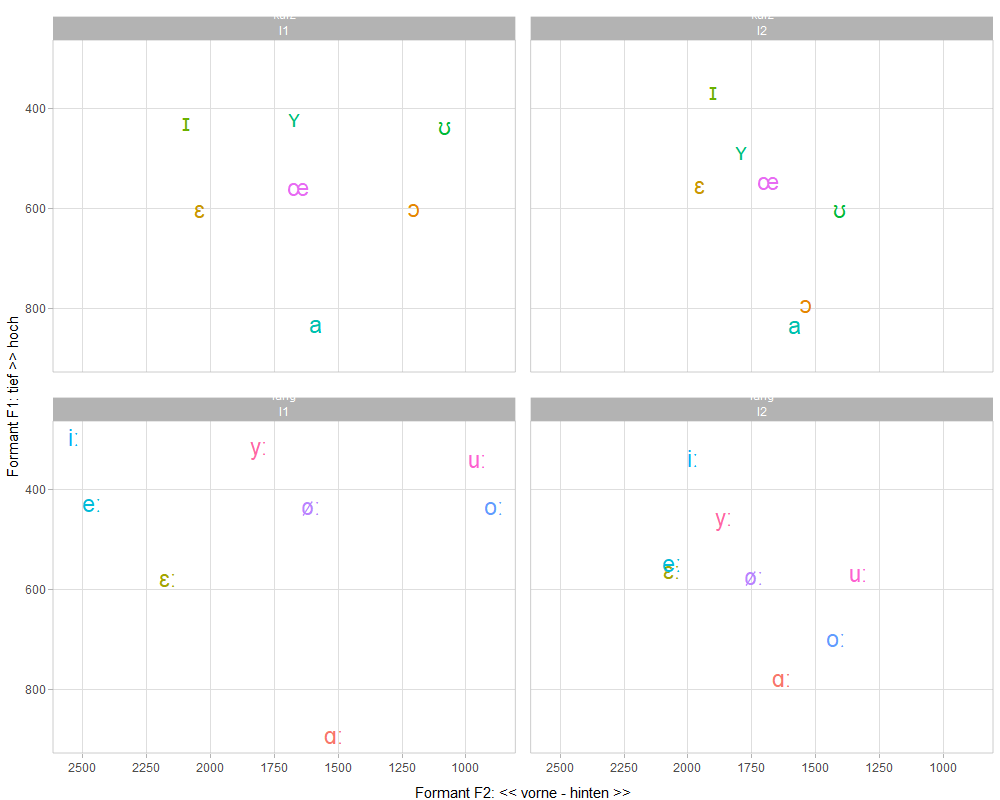 kurz
l1
kurz
l2
400
600
800
ɪ
ʏ
ʊ
œ
ɛ
ɔ
a
ɪ
ʏ
ɛ
œ
ʊ
ɔ
a
lang
l1
lang
l2
400
600
800
iː
yː
uː
eː
øː
oː
ɛː
ɑː
iː
yː
eː
ɛː
øː
uː
oː
ɑː
2500 2250 2000 1750 1500 1250 1000
2500 2250 2000 1750 1500 1250 1000
Formant F1: tief >> hoch
Formant F2: << vorne - hinten >>